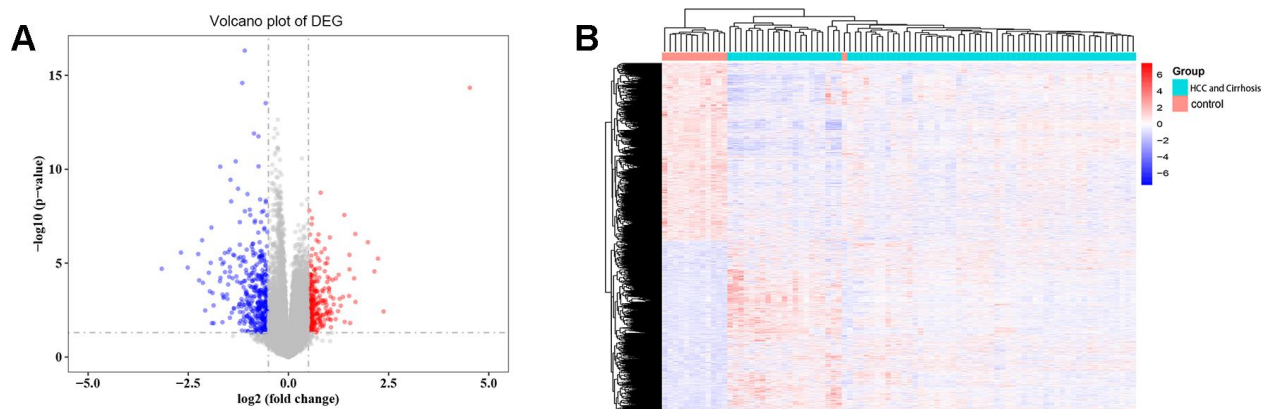 A
Volcano plot of DEG
15
10
5
0
−log10 (p−value)
−5.0
−2.5
0.0
2.5
5.0
log2 (fold change)
B
6
4
2
0
−2
−4
−6
Group
HCC and Cirrhosis
control